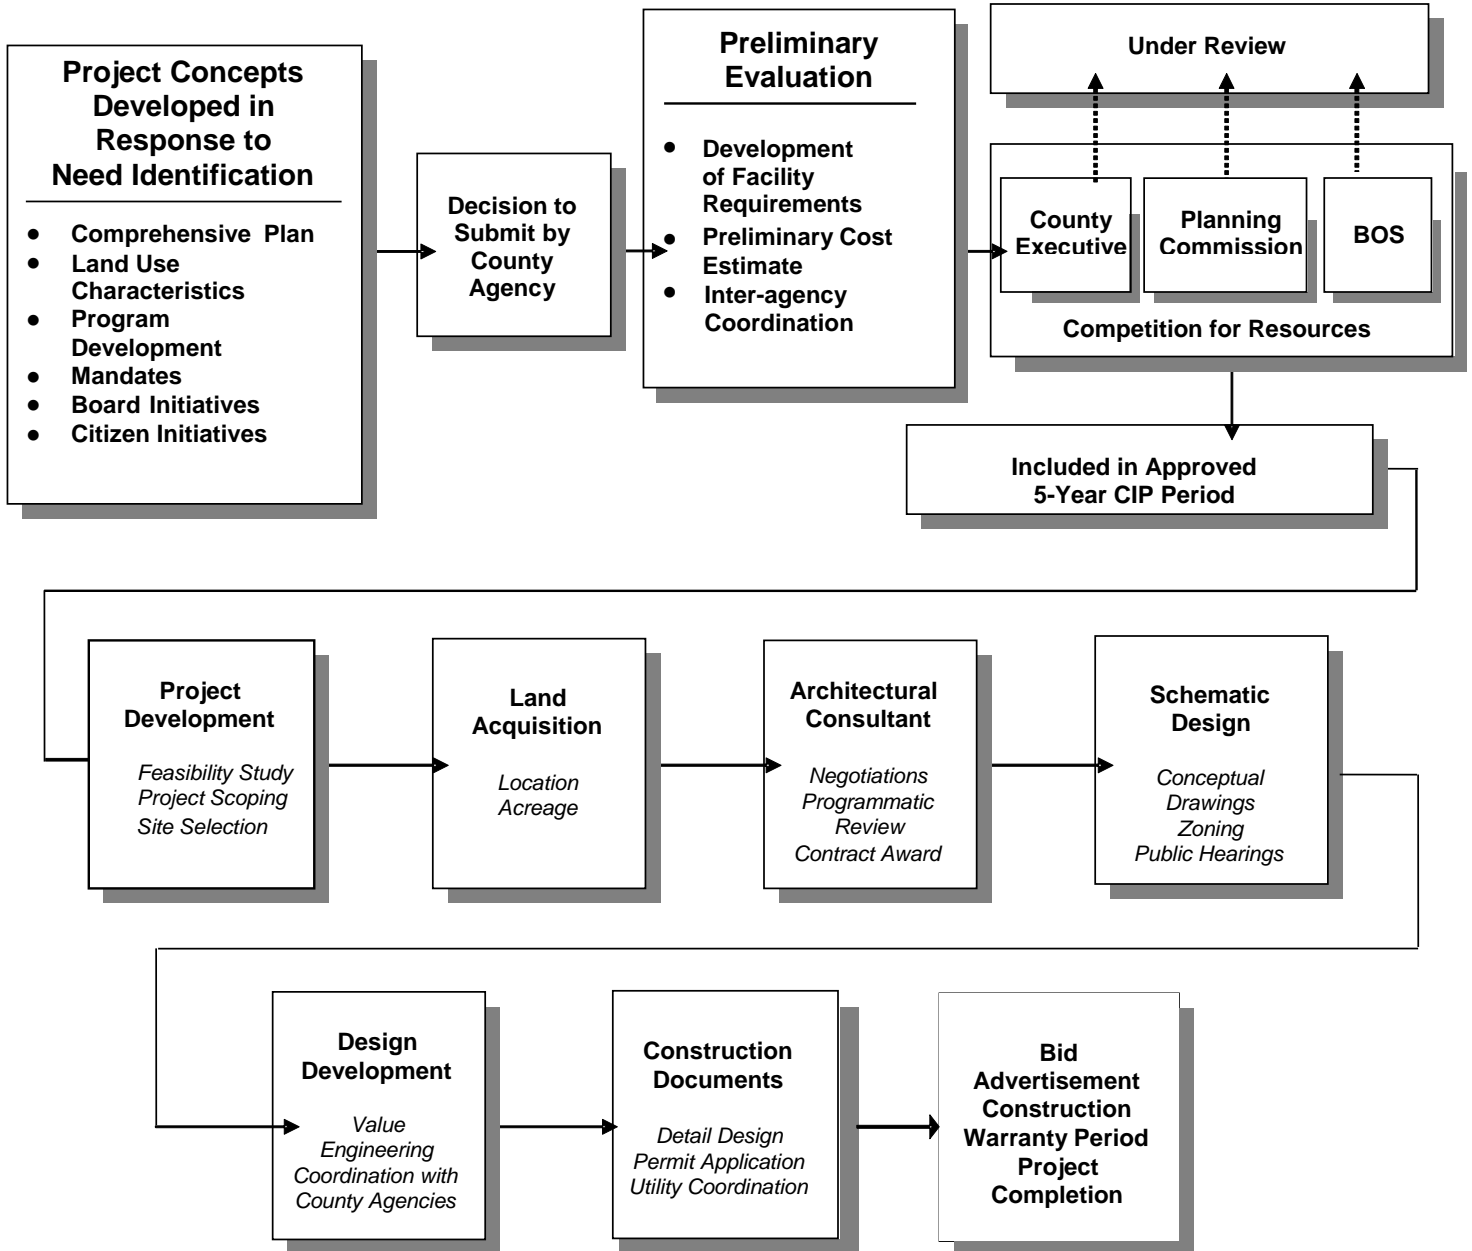 Project Concepts
Developed in
Response to
Need Identification
● Comprehensive Plan
● Land Use
Characteristics
● Program
Development
● Mandates
● Board Initiatives
● Citizen Initiatives
Decision to
Submit by
County
Agency
Preliminary
Evaluation
● Development
of Facility
Requirements
● Preliminary Cost
Estimate
● Inter-agency
Coordination
Under Review
County
Executive
Planning
Commission
BOS
Competition for Resources
Included in Approved
5-Year CIP Period
Project
Development
Feasibility Study
Project Scoping
Site Selection
Land
Acquisition
Location
Acreage
Architectural
Consultant
Negotiations
Programmatic
Review
Contract Award
Schematic
Design
Conceptual
Drawings
Zoning
Public Hearings
Design
Development
Value
Engineering
Coordination with
County Agencies
Construction
Documents
Detail Design
Permit Application
Utility Coordination
Bid
Advertisement
Construction
Warranty Period
Project
Completion